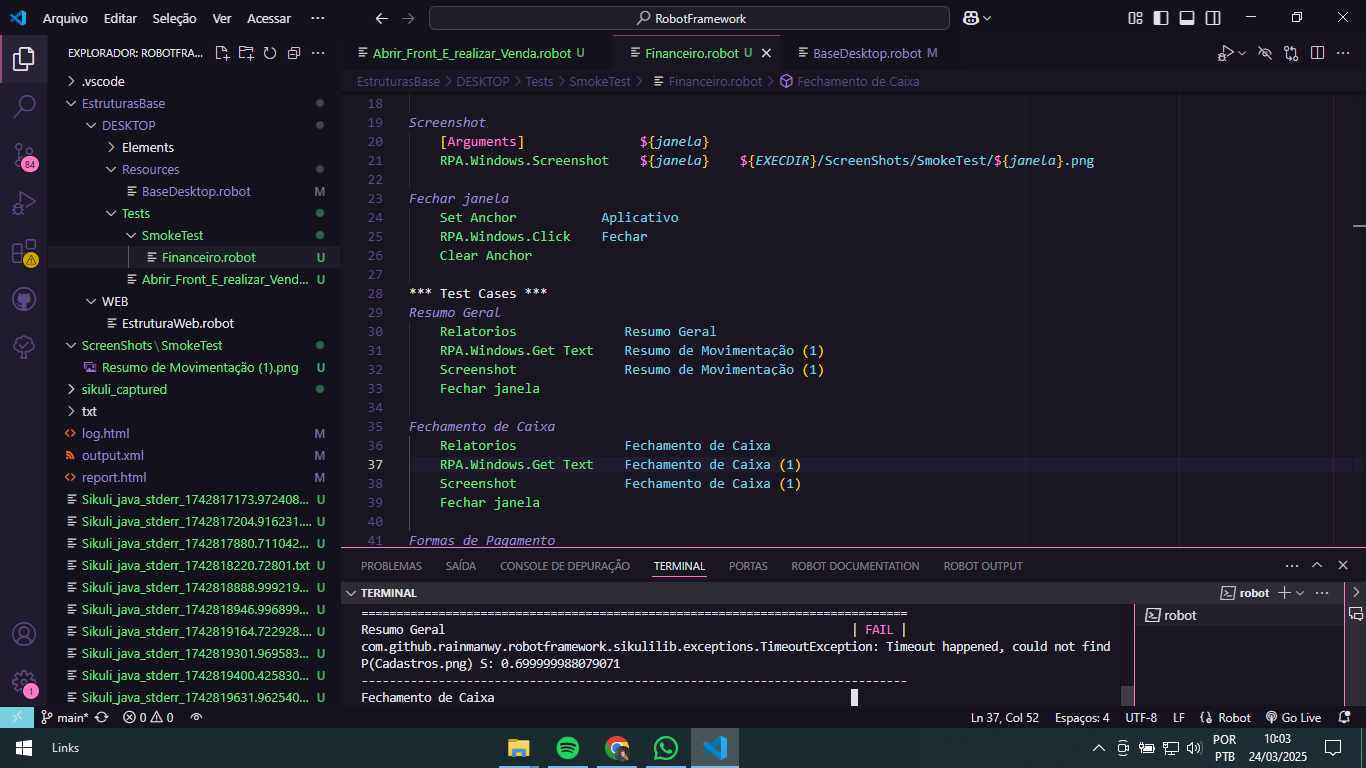 Arquivo Editar Seleção Ver Acessar ···
RobotFramework
EXPLORADOR: ROBOTFRA...
.vscode
EstruturasBase
DESKTOP
Elements
Resources
BaseDesktop.robot M
Tests
SmokeTest
Financeiro.robot U
Abrir_Front_E_realizar_Vend... U
WEB
EstruturaWeb.robot
ScreenShots\SmokeTest
Resumo de Movimentação (1).png U
sikuli_captured
txt
log.html M
output.xml M
report.html M
Sikuli_java_stderr_1742817173.972408... U
Sikuli_java_stderr_1742817204.916231.... U
Sikuli_java_stderr_1742817880.711042... U
Sikuli_java_stderr_1742818220.72801.txt U
Sikuli_java_stderr_1742818888.999219... U
Sikuli_java_stderr_1742818946.996899... U
Sikuli_java_stderr_1742819164.722928.... U
Sikuli_java_stderr_1742819301.969583... U
Sikuli_java_stderr_1742819400.425830... U
Sikuli_java_stderr_1742819631.962540... U
84
1
Abrir_Front_E_realizar_Venda.robot U
Financeiro.robot U
BaseDesktop.robot M
EstruturasBase > DESKTOP > Tests > SmokeTest > Financeiro.robot > Fechamento de Caixa
18
19 Screenshot
20 [Arguments] ${janela}
21 RPA.Windows.Screenshot ${janela} ${EXECDIR}/ScreenShots/SmokeTest/${janela}.png
22
23 Fechar janela
24 Set Anchor Aplicativo
25 RPA.Windows.Click Fechar
26 Clear Anchor
27
28 *** Test Cases ***
29 Resumo Geral
30 Relatorios Resumo Geral
31 RPA.Windows.Get Text Resumo de Movimentação (1)
32 Screenshot Resumo de Movimentação (1)
33 Fechar janela
34
35 Fechamento de Caixa
36 Relatorios Fechamento de Caixa
37 RPA.Windows.Get Text Fechamento de Caixa (1)
38 Screenshot Fechamento de Caixa (1)
39 Fechar janela
40
41 Formas de Pagamento
PROBLEMAS SAÍDA CONSOLE DE DEPURAÇÃO TERMINAL PORTAS ROBOT DOCUMENTATION ROBOT OUTPUT
TERMINAL
robot
robot
==============================================================================
Resumo Geral | FAIL |
com.github.rainmanwy.robotframework.sikulilib.exceptions.TimeoutException: Timeout happened, could not find
P(Cadastros.png) S: 0.699999988079071
------------------------------------------------------------------------------
Fechamento de Caixa
main* 0 0
Ln 37, Col 52 Espaços: 4 UTF-8 LF Robot Go Live
Links
POR
PTB
10:03
24/03/2025